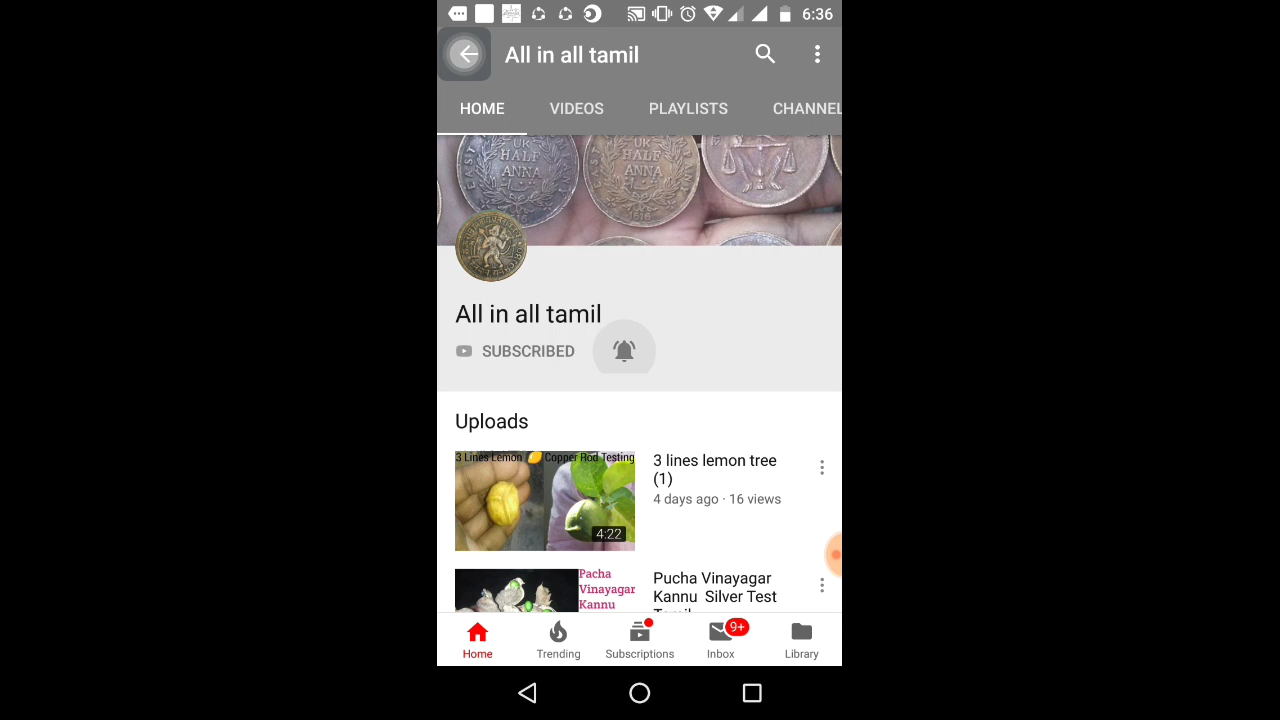 6:36
All in all tamil
HOME VIDEOS PLAYLISTS CHANNEL
UK
HALF
ANNA
EAST
UK
HALF
ANNA
EAST
All in all tamil
SUBSCRIBED
Uploads
3 Lines Lemon Copper Rod Testing
4:22
3 lines lemon tree
(1)
4 days ago · 16 views
Pacha
Vinayagar
Kannu
Pucha Vinayagar
Kannu Silver Test
9+
Home Trending Subscriptions Inbox Library